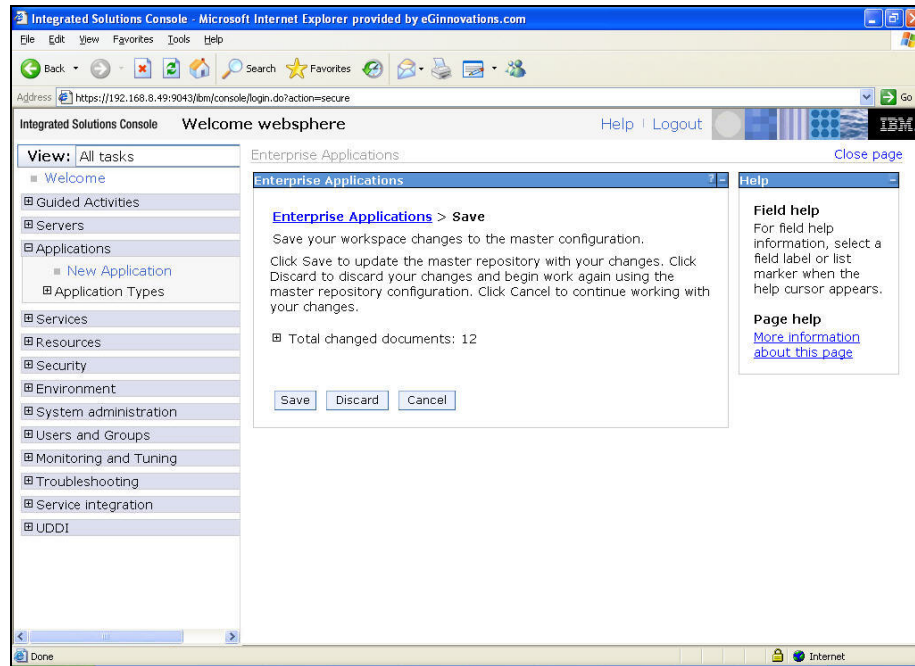 Integrated Solutions Console - Microsoft Internet Explorer provided by eGinnovations.com
File Edit View Favorites Tools Help
Back Search Favorites
Address https://192.168.8.49:9043/ibm/console/login.do?action=secure Go
Integrated Solutions Console Welcome websphere Help Logout IBM
View: All tasks
Welcome
Guided Activities
Servers
Applications
New Application
Application Types
Services
Resources
Security
Environment
System administration
Users and Groups
Monitoring and Tuning
Troubleshooting
Service integration
UDDI
Enterprise Applications Close page
Enterprise Applications ? -
Enterprise Applications > Save
Save your workspace changes to the master configuration.
Click Save to update the master repository with your changes. Click
Discard to discard your changes and begin work again using the
master repository configuration. Click Cancel to continue working with
your changes.
Total changed documents: 12
Save Discard Cancel
Help -
Field help
For field help
information, select a
field label or list
marker when the
help cursor appears.
Page help
More information
about this page
Done Internet